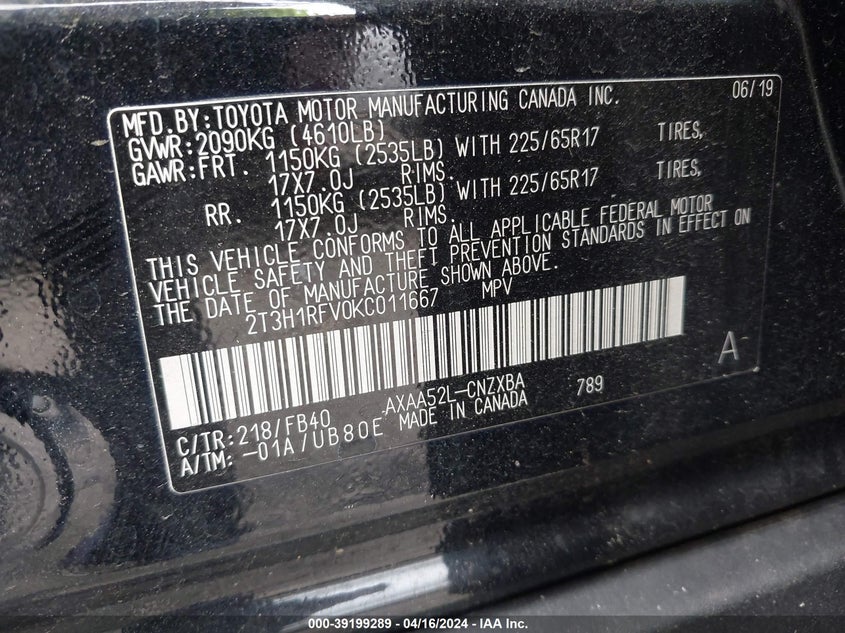 06/19
MFD.BY:TOYOTA MOTOR MANUFACTURING CANADA INC.
GVWR:2090KG (4610LB)
GAWR:FRT. 1150KG (2535LB) WITH 225/65R17 TIRES,
17X7.0J RIMS.
RR. 1150KG (2535LB) WITH 225/65R17 TIRES,
17X7.0J RIMS.
THIS VEHICLE CONFORMS TO ALL APPLICABLE FEDERAL MOTOR
VEHICLE SAFETY AND THEFT PREVENTION STANDARDS IN EFFECT ON
THE DATE OF MANUFACTURE SHOWN ABOVE.
2T3H1RFV0KC011667 MPV
A
C/TR:218/FB40 AXAA52L-CNZXBA 789
A/TM:-01A/UB80E MADE IN CANADA
000-39199289 - 04/16/2024 - IAA Inc.